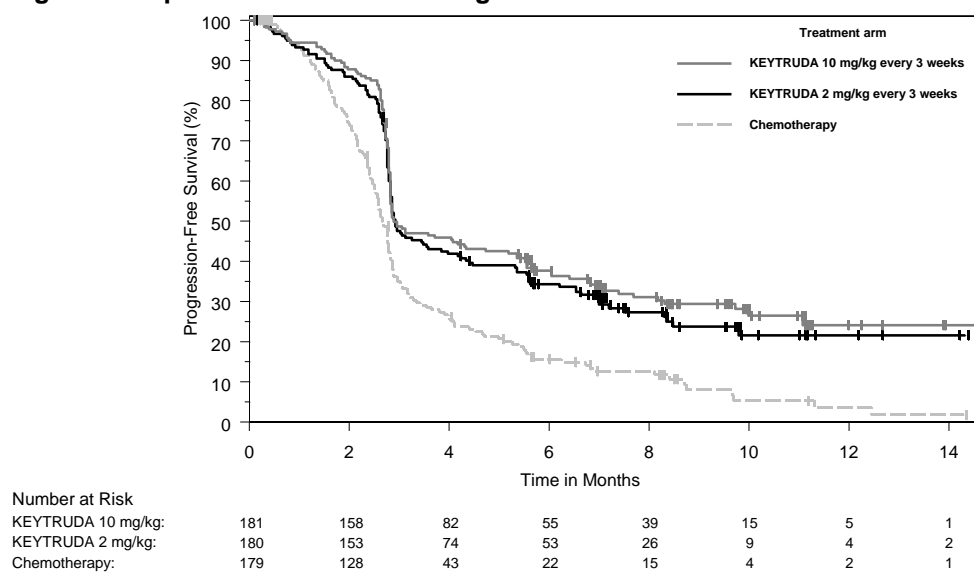 100
90
80
70
60
50
40
30
20
10
0
Progression-Free Survival (%)
Treatment arm
KEYTRUDA 10 mg/kg every 3 weeks
KEYTRUDA 2 mg/kg every 3 weeks
Chemotherapy
0 2 4 6 8 10 12 14
Time in Months
Number at Risk
KEYTRUDA 10 mg/kg: 181 158 82 55 39 15 5 1
KEYTRUDA 2 mg/kg: 180 153 74 53 26 9 4 2
Chemotherapy: 179 128 43 22 15 4 2 1